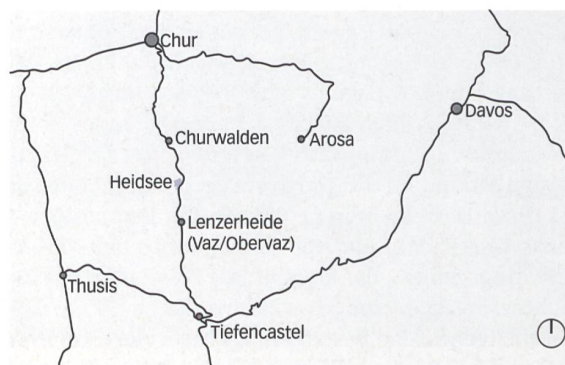 Chur
Churwalden
Arosa
Davos
Heidsee
Lenzerheide
(Vaz/Obervaz)
Thusis
Tiefencastel